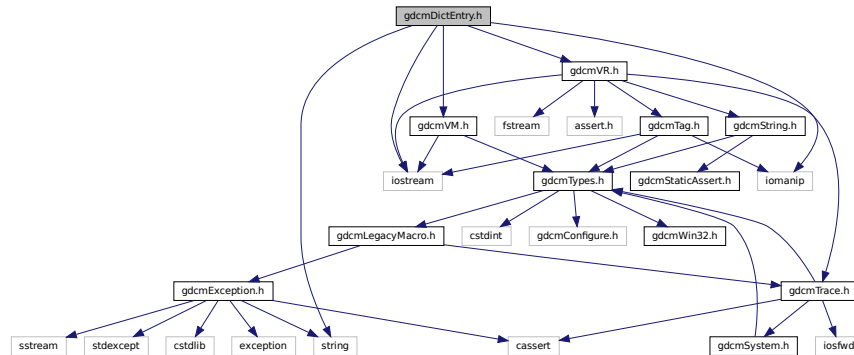 gdcmDictEntry.h
gdcmVR.h
gdcmVM.h
fstream
assert.h
gdcmTag.h
gdcmString.h
iostream
gdcmTypes.h
gdcmStaticAssert.h
iomanip
gdcmLegacyMacro.h
cstdint
gdcmConfigure.h
gdcmWin32.h
gdcmException.h
gdcmTrace.h
sstream
stdexcept
cstdlib
exception
string
cassert
gdcmSystem.h
iosfwd